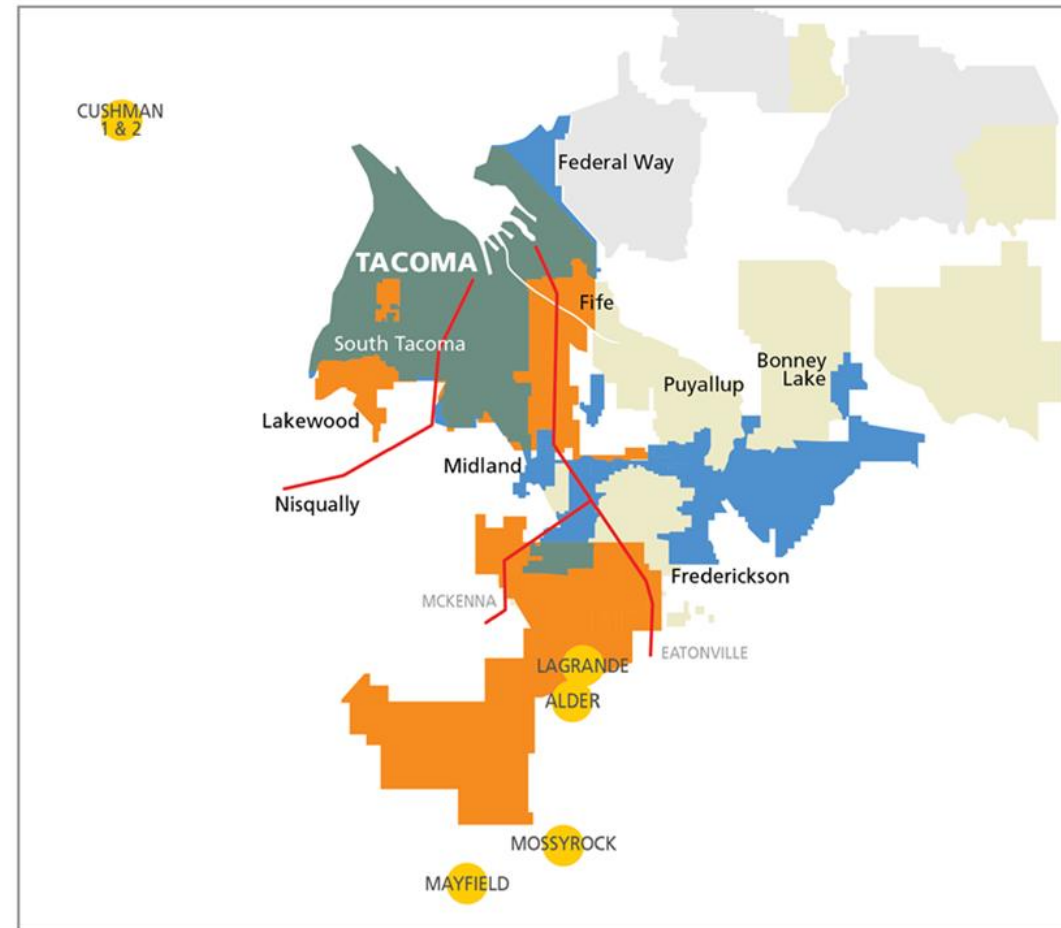 CUSHMAN
1 & 2
Federal Way
TACOMA
Fife
South Tacoma
Bonney
Lake
Puyallup
Lakewood
Midland
Nisqually
Frederickson
MCKENNA
EATONVILLE
LAGRANDE
ALDER
MOSSYROCK
MAYFIELD